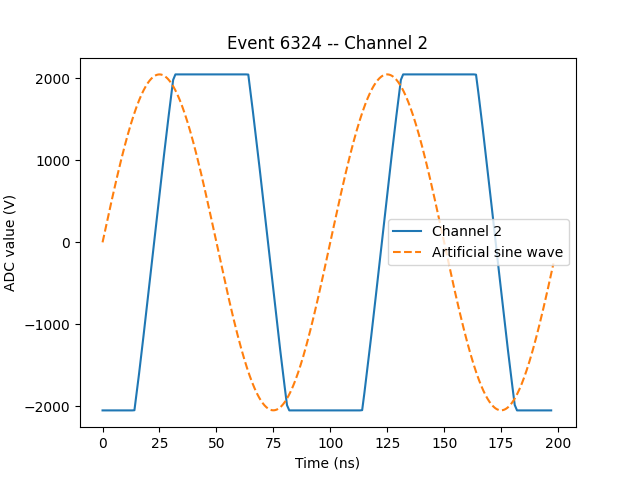 Event 6324 -- Channel 2
ADC value (V)
2000
1000
0
−1000
−2000
Channel 2
Artificial sine wave
0
25
50
75
100
125
150
175
200
Time (ns)